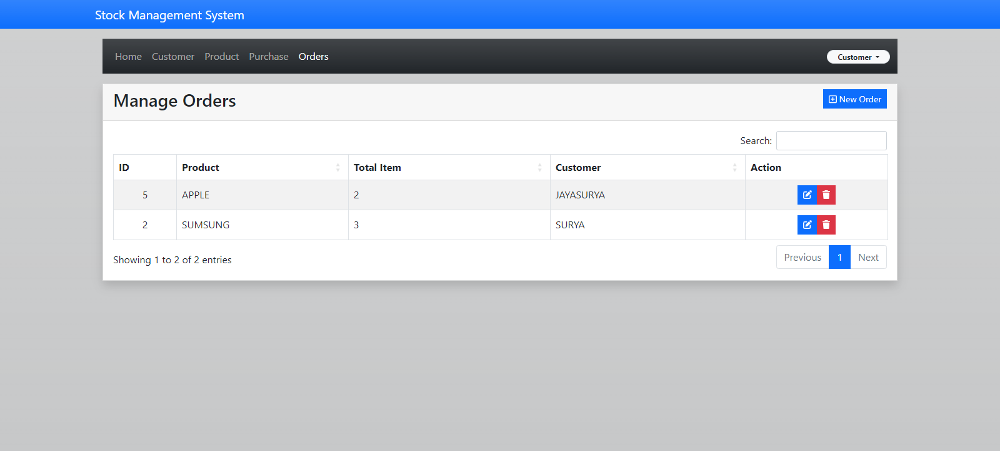 Stock Management System
Home Customer Product Purchase Orders Customer
Manage Orders New Order
Search:
ID Product Total Item Customer Action
5 APPLE 2 JAYASURYA
2 SUMSUNG 3 SURYA
Showing 1 to 2 of 2 entries Previous 1 Next